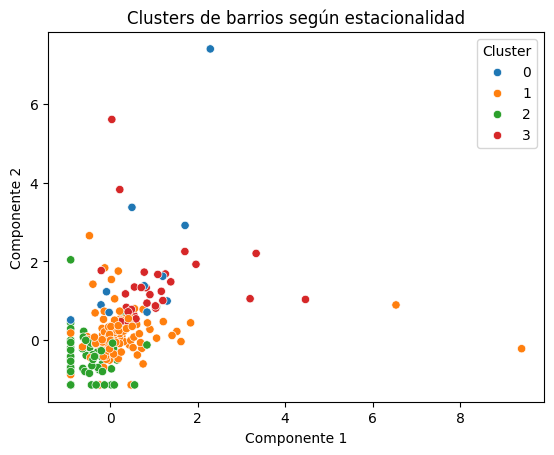 Clusters de barrios según estacionalidad
Cluster
0
1
2
3
Componente 2
6
4
2
0
0 2 4 6 8
Componente 1